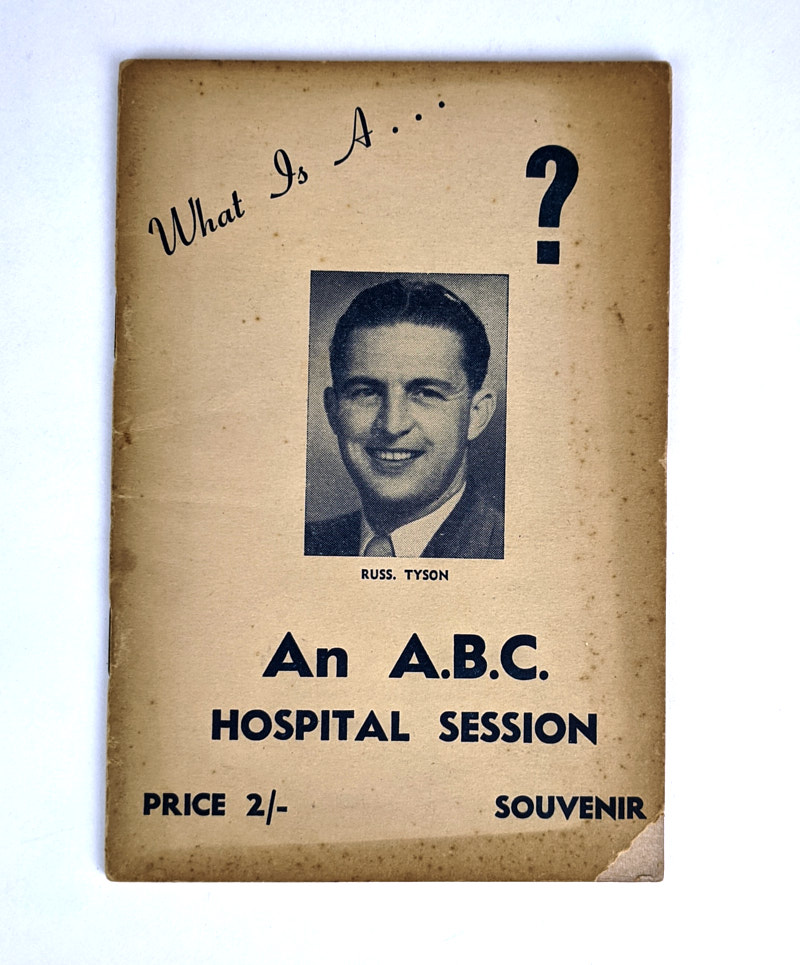 What Is A...
?
RUSS. TYSON
An A.B.C.
HOSPITAL SESSION
PRICE 2/-
SOUVENIR